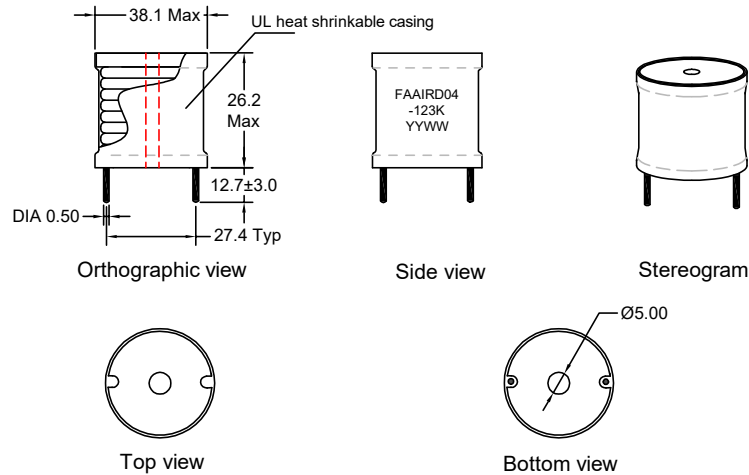 38.1 Max
UL heat shrinkable casing
26.2
Max
12.7±3.0
DIA 0.50
27.4 Typ
Orthographic view
FAAIRD04
-123K
YYWW
Side view
Stereogram
Top view
Ø5.00
Bottom view